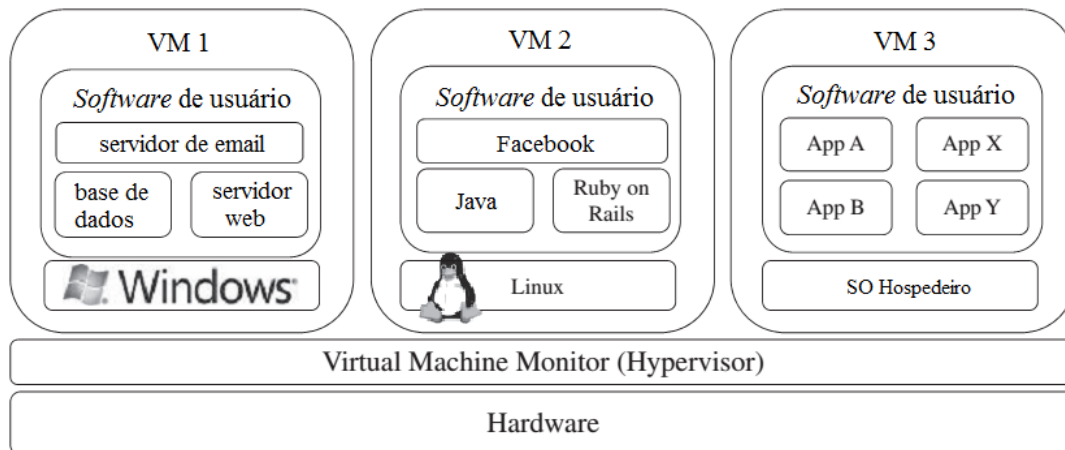 VM 1
Software de usuário
servidor de email
base de
dados
servidor
web
Windows
VM 2
Software de usuário
Facebook
Java
Ruby on
Rails
Linux
VM 3
Software de usuário
App A
App X
App B
App Y
SO Hospedeiro
Virtual Machine Monitor (Hypervisor)
Hardware